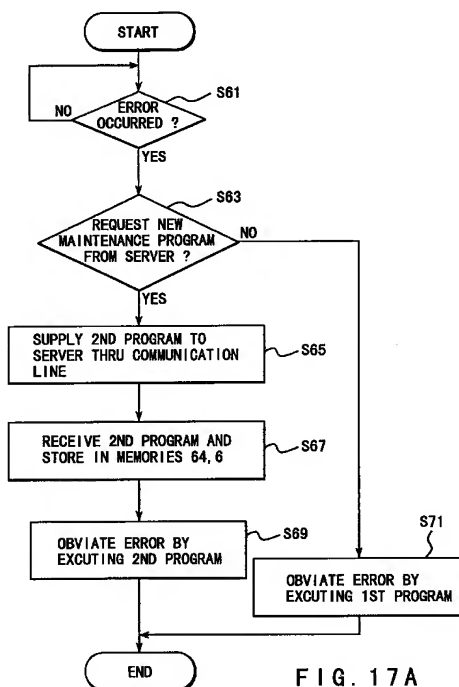 START
S61
NO
ERROR
OCCURRED ?
YES
S63
REQUEST NEW
MAINTENANCE PROGRAM
FROM SERVER ?
NO
YES
SUPPLY 2ND PROGRAM TO
SERVER THRU COMMUNICATION
LINE
S65
RECEIVE 2ND PROGRAM AND
STORE IN MEMORIES 64,6
S67
S69
OBVIATE ERROR BY
EXCUTING 2ND PROGRAM
S71
OBVIATE ERROR BY
EXCUTING 1ST PROGRAM
END
FIG. 17A